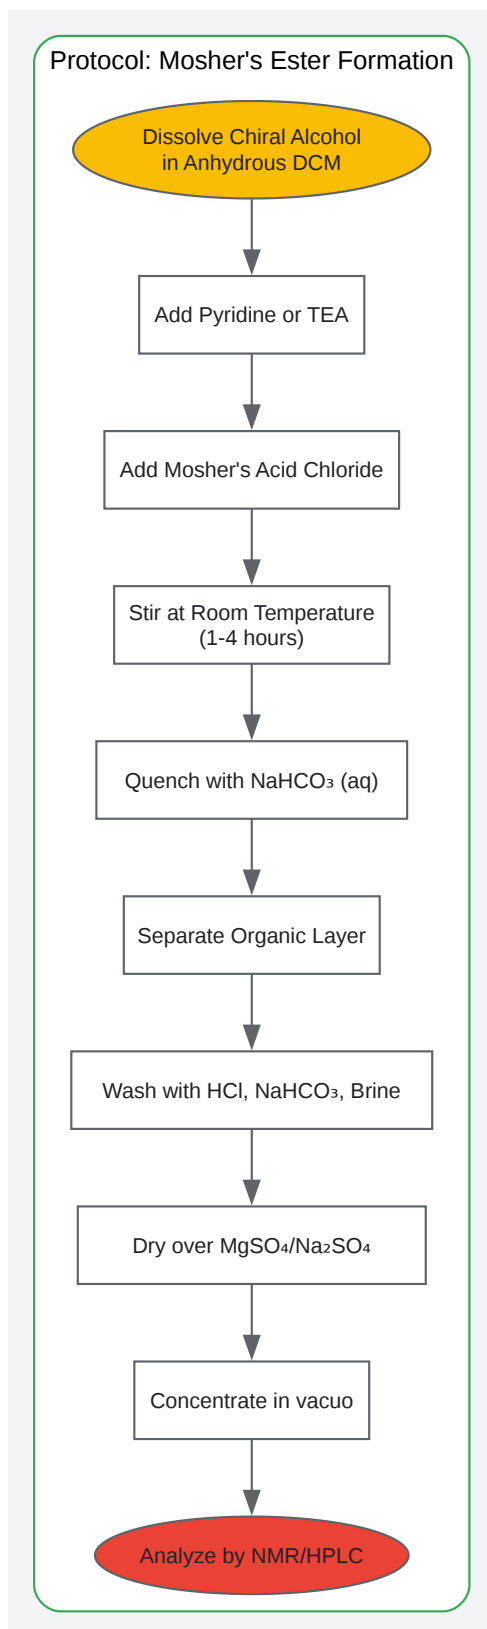 Protocol: Mosher's Ester Formation
Dissolve Chiral Alcohol
in Anhydrous DCM
Add Pyridine or TEA
Add Mosher's Acid Chloride
Stir at Room Temperature
(1-4 hours)
Quench with NaHCO₃ (aq)
Separate Organic Layer
Wash with HCl, NaHCO₃, Brine
Dry over MgSO₄/Na₂SO₄
Concentrate in vacuo
Analyze by NMR/HPLC